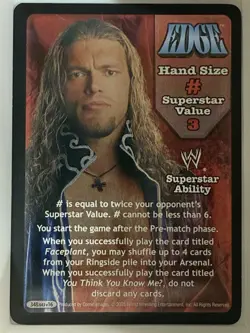 EDGE
Hand Size
#
Superstar
Value
3
W
Superstar
Ability
# is equal to twice your opponent's
Superstar Value. # cannot be less than 6.
You start the game after the Pre-match phase.
When you successfully play the card titled
Faceplant, you may shuffle up to 4 cards
from your Ringside pile into your Arsenal.
When you successfully play the card titled
You Think You Know Me?, do not
discard any cards.